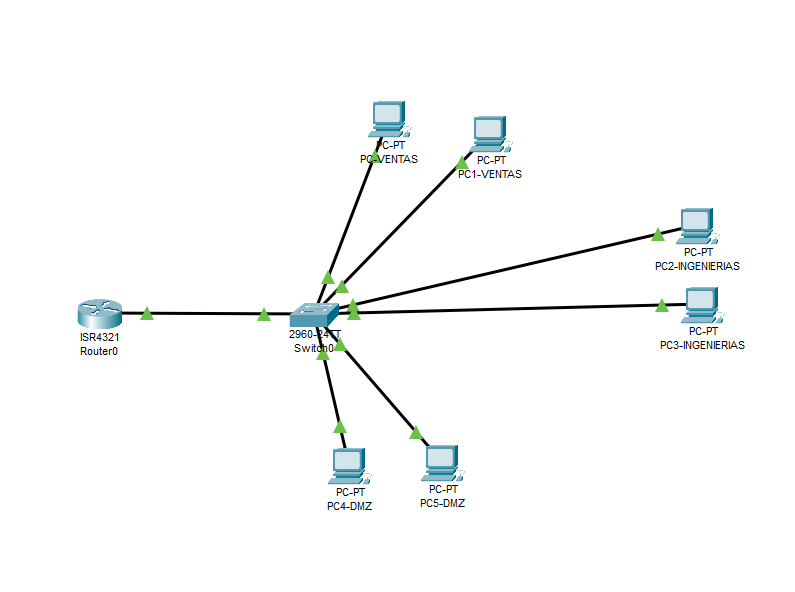 PC-PT
PC-VENTAS
PC-PT
PC1-VENTAS
PC-PT
PC2-INGENIERIAS
ISR4321
Router0
2960-24TT
Switch0
PC-PT
PC3-INGENIERIAS
PC-PT
PC4-DMZ
PC-PT
PC5-DMZ